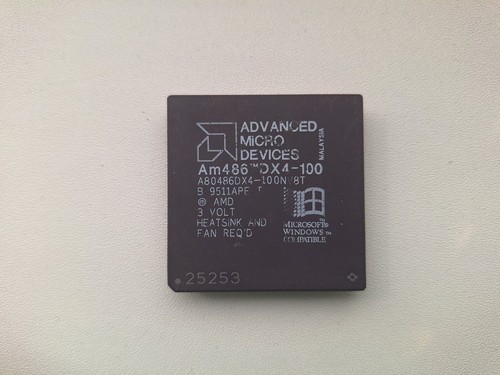 ADVANCED
MICRO
DEVICES
MALAYSIA
Am486™DX4-100
A80486DX4-100NV8T
B 9511APF T
Ⓜ AMD
3 VOLT
HEATSINK AND
FAN REQ'D
MICROSOFT®
WINDOWS™
COMPATIBLE
25253